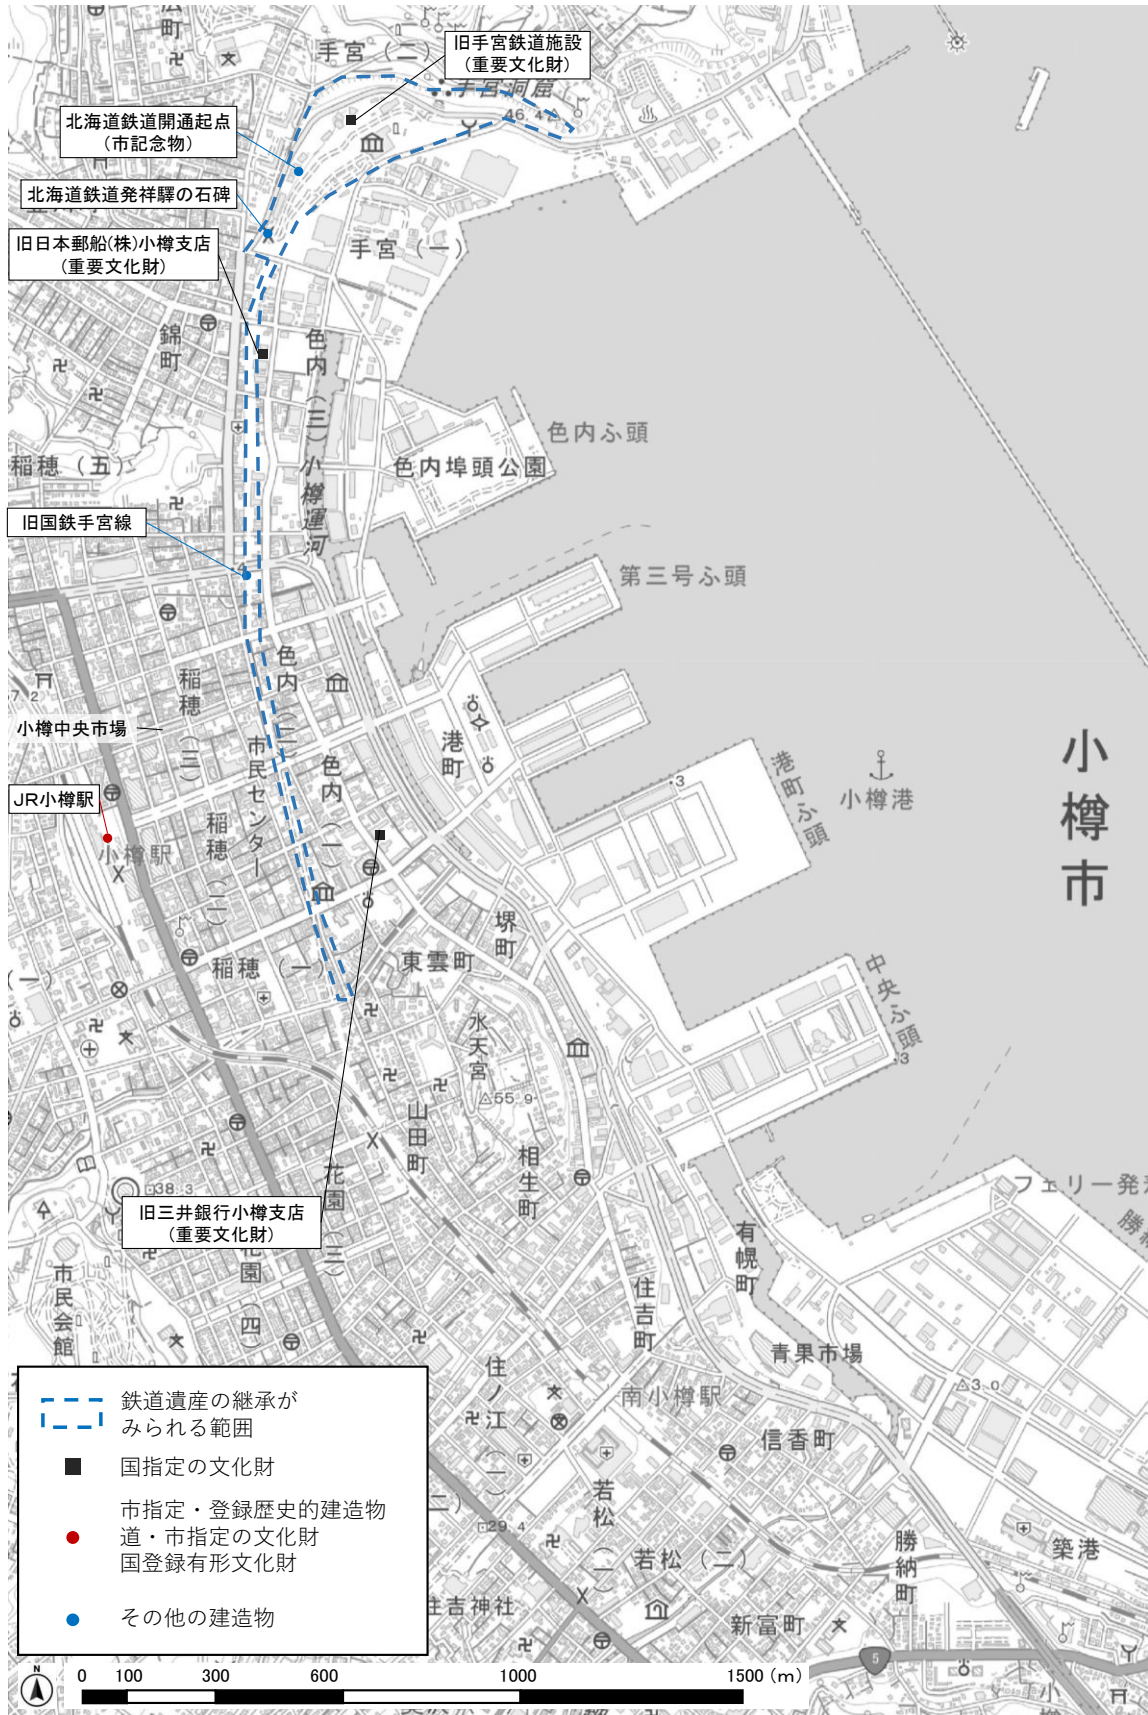 手宮（二）
旧手宮鉄道施設
（重要文化財）
手宮洞窟
46.4
北海道鉄道開通起点
（市記念物）
北海道鉄道発祥驛の石碑
旧日本郵船(株)小樽支店
（重要文化財）
手宮（一）
錦町
色内（三）
小樽運河
色内ふ頭
色内埠頭公園
稲穂（五）
旧国鉄手宮線
第三号ふ頭
色内（二）
稲穂（三）
小樽中央市場
市民センター
色内（一）
港町
港町ふ頭
3
小樽港
小樽市
JR小樽駅
小樽駅
稲穂（二）
稲穂（一）
東雲町
堺町
中央ふ頭
3
水天宮
55.9
山田町
相生町
花園（三）
38.3
旧三井銀行小樽支店
（重要文化財）
花園（四）
市民会館
有幌町
フェリー発
住吉町
青果市場
3.0
住ノ江（一）
南小樽駅
信香町
若松（一）
29.4
若松（二）
勝納町
築港
住吉神社
新富町
5
鉄道遺産の継承が
みられる範囲
国指定の文化財
市指定・登録歴史的建造物
道・市指定の文化財
国登録有形文化財
その他の建造物
N
0 100 300 600 1000 1500（m）